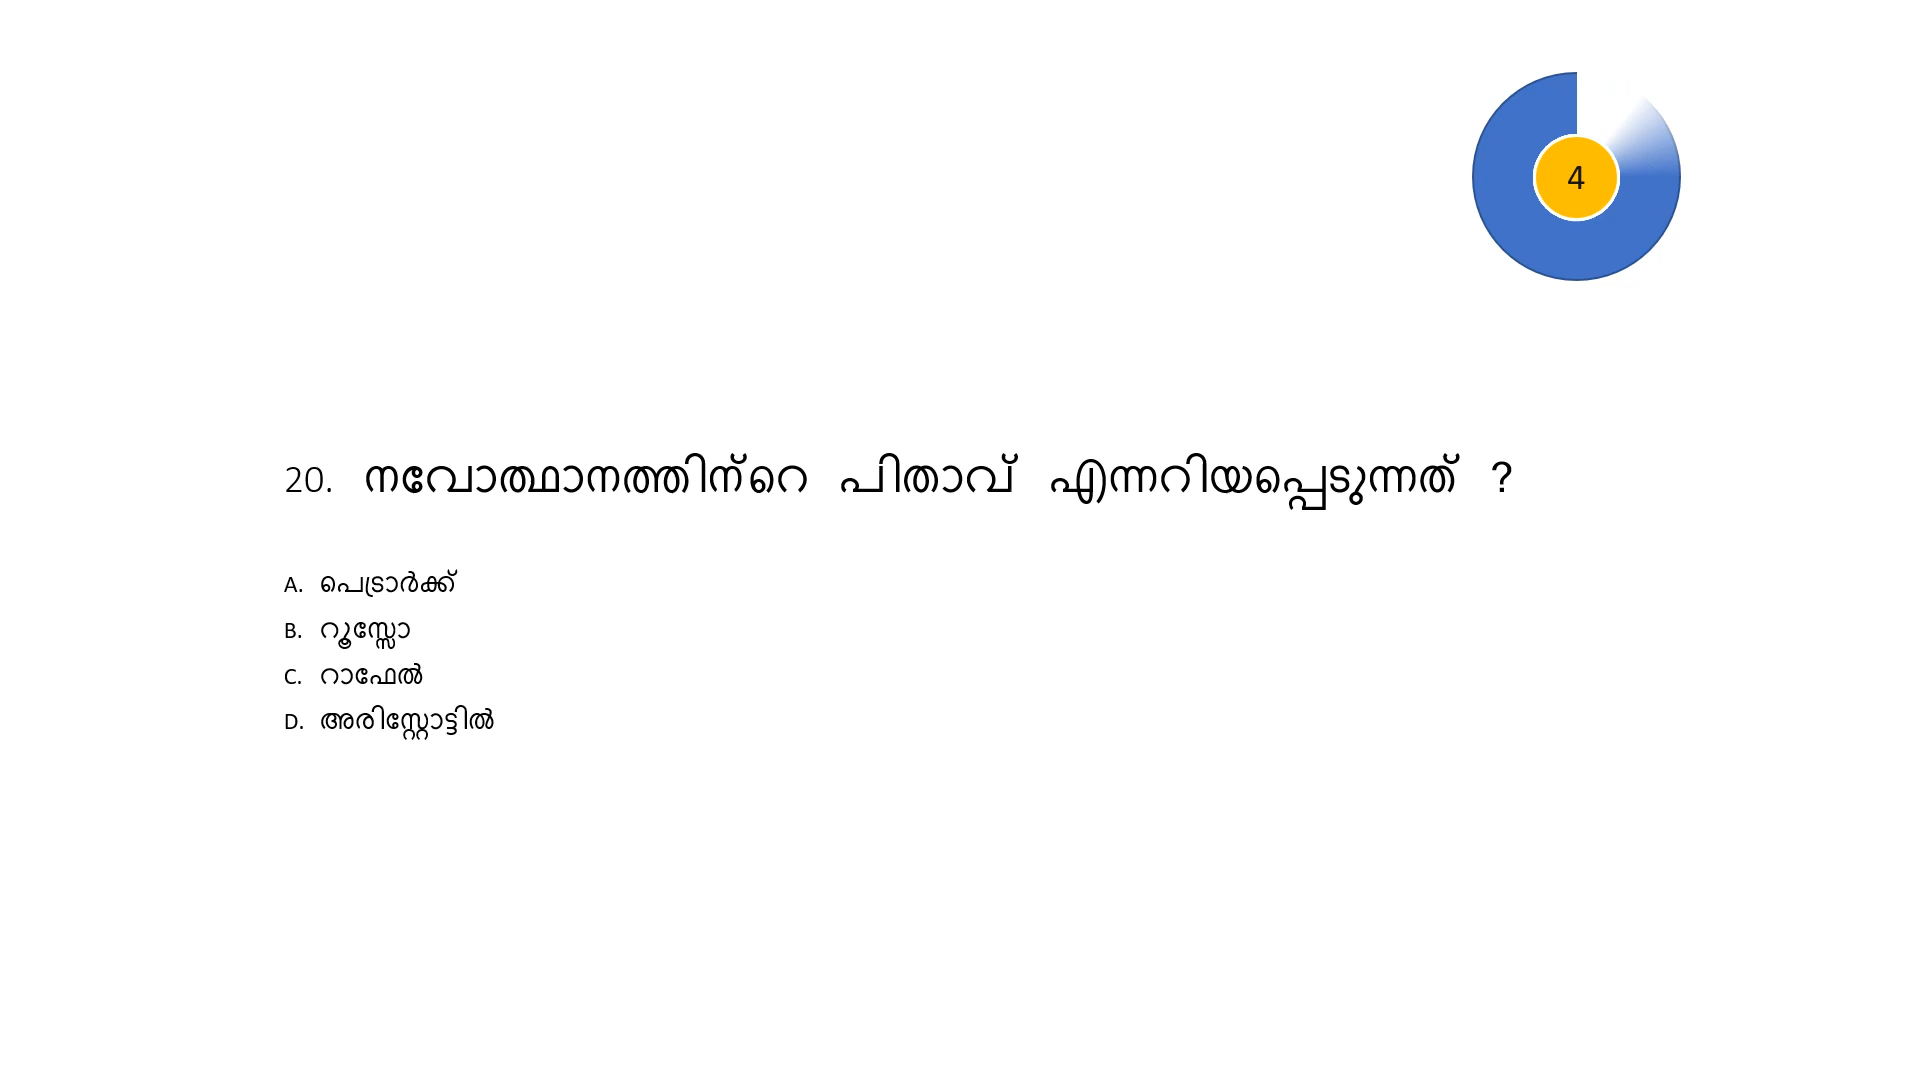 4
20. നവോത്ഥാനത്തിന്റെ പിതാവ് എന്നറിയപ്പെടുന്നത് ?
A. പെട്രാർക്ക്
B. റൂസ്സോ
C. റാഫേൽ
D. അരിസ്റ്റോട്ടിൽ